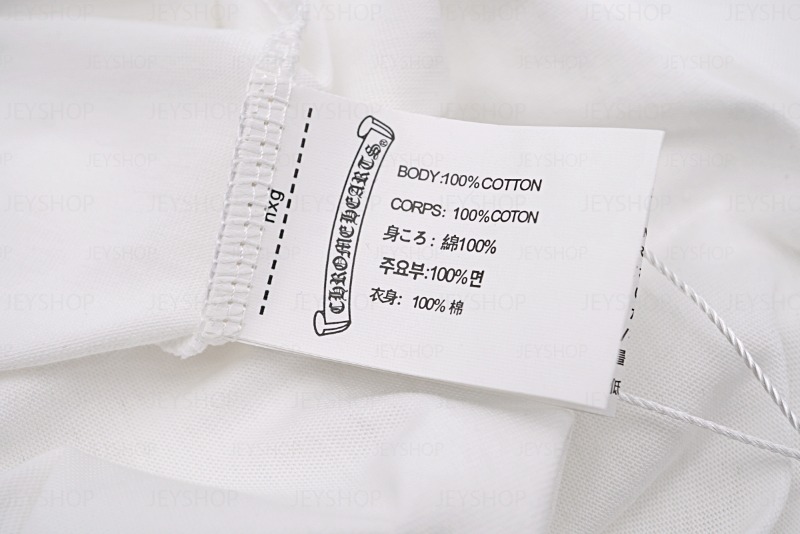 nxg
CHROME HEARTS®
BODY:100%COTTON
CORPS: 100%COTON
身ころ: 綿100%
주요부:100%면
衣身: 100% 棉
JEYSHOP